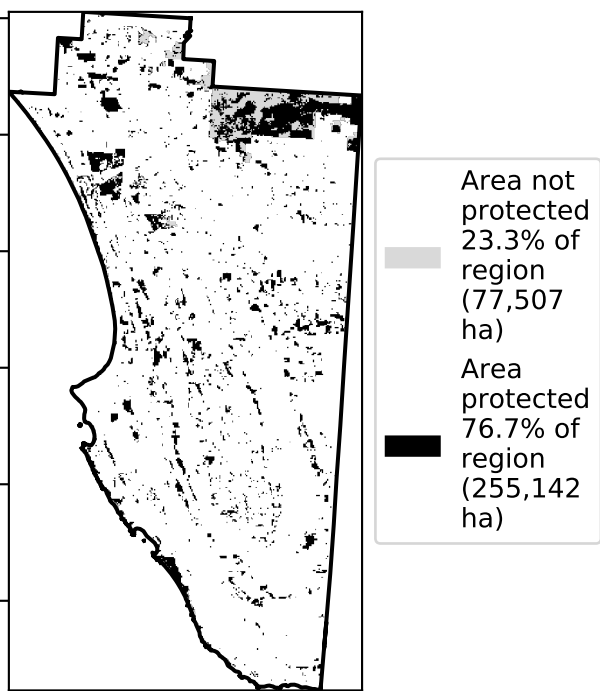 Area not
protected
23.3% of
region
(77,507
ha)
Area
protected
76.7% of
region
(255,142
ha)